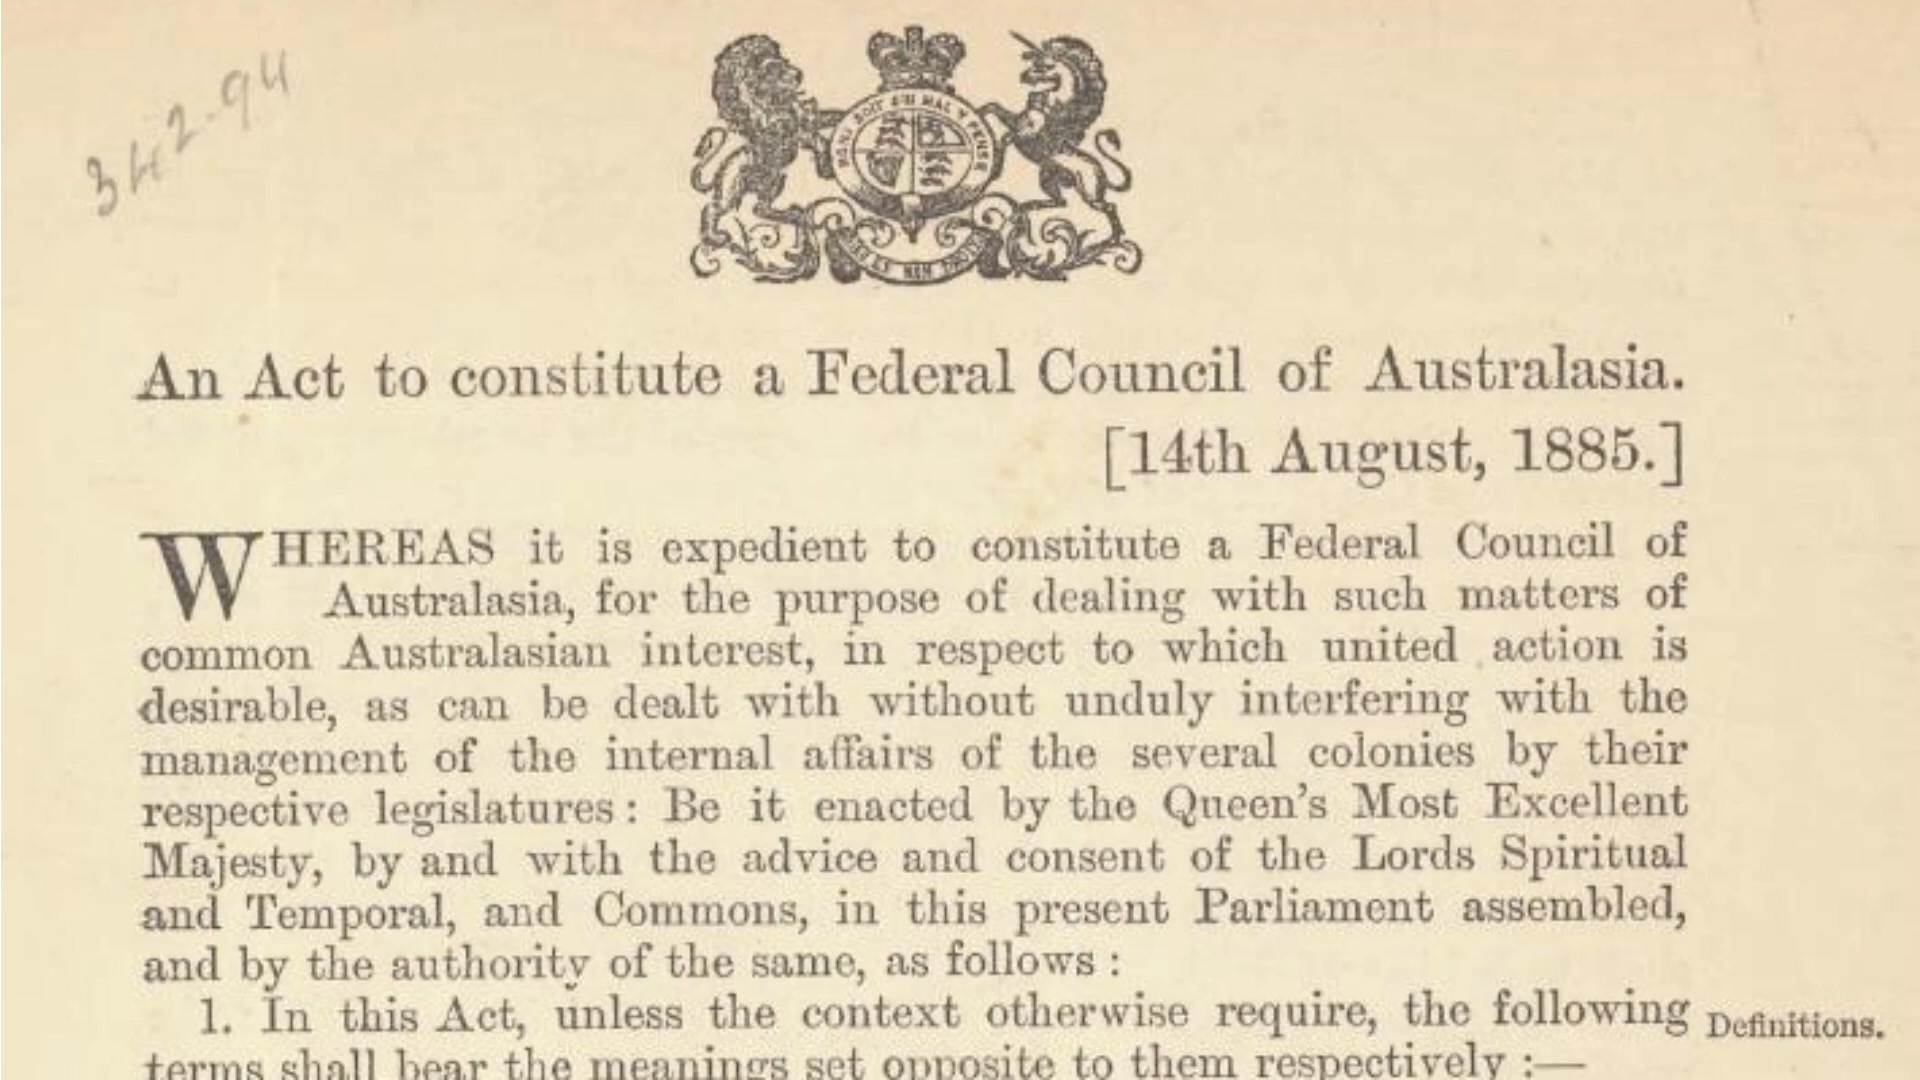 342.94
HONI SOIT QUI MAL Y PENSE
An Act to constitute a Federal Council of Australasia.
[14th August, 1885.]
WHEREAS it is expedient to constitute a Federal Council of
Australasia, for the purpose of dealing with such matters of
common Australasian interest, in respect to which united action is
desirable, as can be dealt with without unduly interfering with the
management of the internal affairs of the several colonies by their
respective legislatures: Be it enacted by the Queen's Most Excellent
Majesty, by and with the advice and consent of the Lords Spiritual
and Temporal, and Commons, in this present Parliament assembled,
and by the authority of the same, as follows:
1. In this Act, unless the context otherwise require, the following Definitions.
terms shall bear the meanings set opposite to them respectively:—